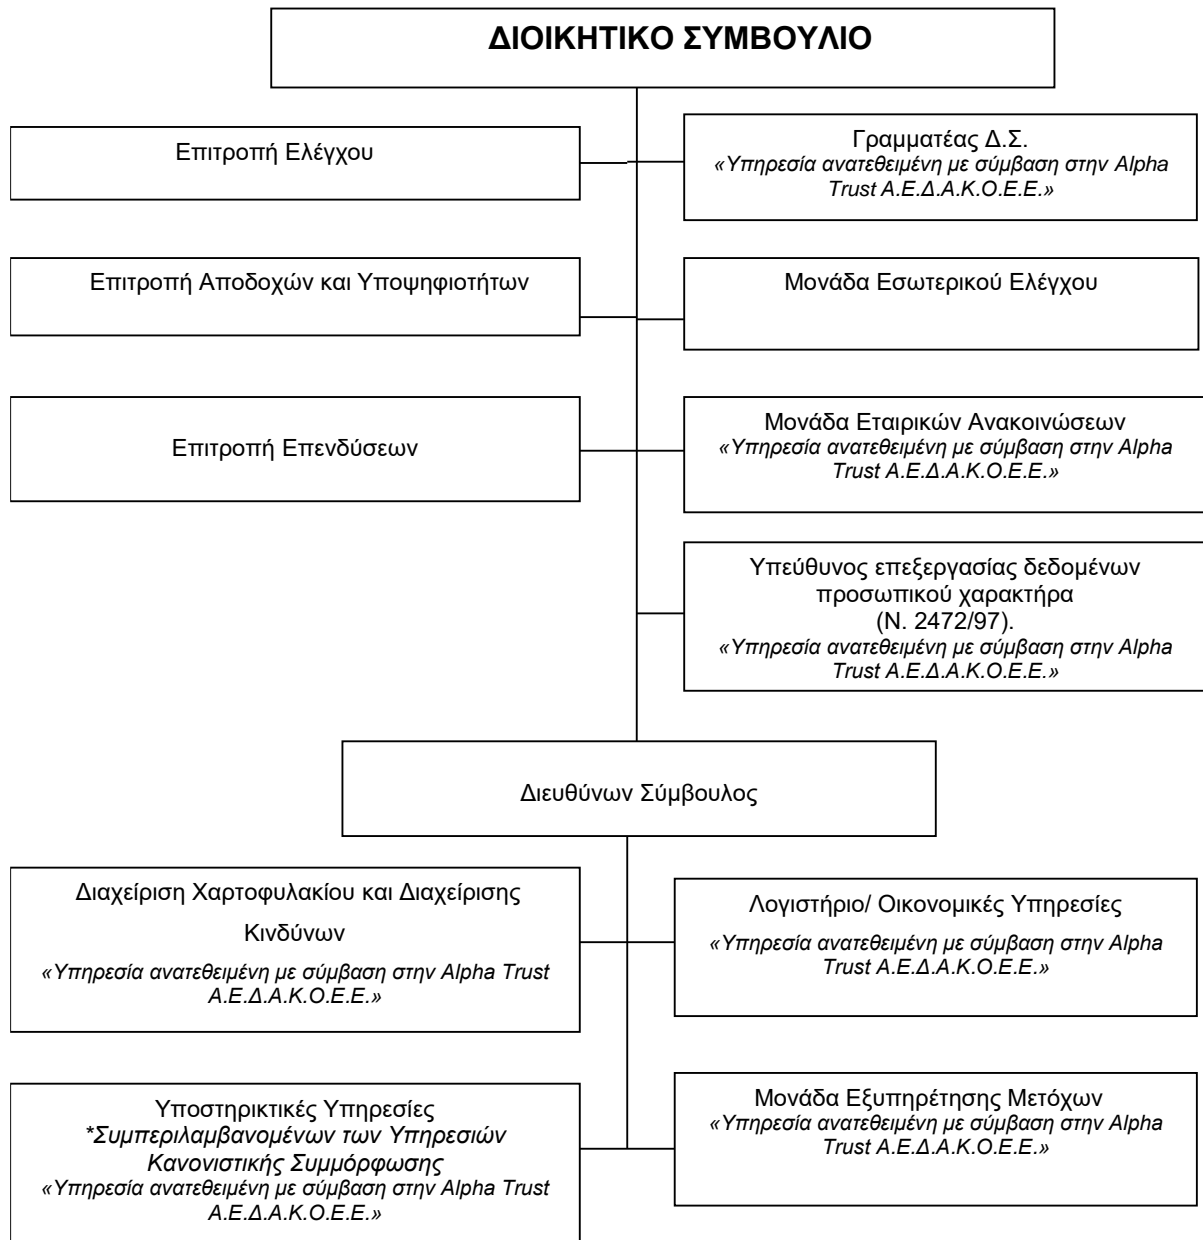 ΔΙΟΙΚΗΤΙΚΟ ΣΥΜΒΟΥΛΙΟ
Επιτροπή Ελέγχου
Γραμματέας Δ.Σ.
«Υπηρεσία ανατεθειμένη με σύμβαση στην Alpha
Trust Α.Ε.Δ.Α.Κ.Ο.Ε.Ε.»
Επιτροπή Αποδοχών και Υποψηφιοτήτων
Μονάδα Εσωτερικού Ελέγχου
Επιτροπή Επενδύσεων
Μονάδα Εταιρικών Ανακοινώσεων
«Υπηρεσία ανατεθειμένη με σύμβαση στην Alpha
Trust Α.Ε.Δ.Α.Κ.Ο.Ε.Ε.»
Υπεύθυνος επεξεργασίας δεδομένων
προσωπικού χαρακτήρα
(Ν. 2472/97).
«Υπηρεσία ανατεθειμένη με σύμβαση στην Alpha
Trust Α.Ε.Δ.Α.Κ.Ο.Ε.Ε.»
Διευθύνων Σύμβουλος
Διαχείριση Χαρτοφυλακίου και Διαχείρισης
Κινδύνων
«Υπηρεσία ανατεθειμένη με σύμβαση στην Alpha Trust
Α.Ε.Δ.Α.Κ.Ο.Ε.Ε.»
Λογιστήριο/ Οικονομικές Υπηρεσίες
«Υπηρεσία ανατεθειμένη με σύμβαση στην Alpha
Trust Α.Ε.Δ.Α.Κ.Ο.Ε.Ε.»
Υποστηρικτικές Υπηρεσίες
*Συμπεριλαμβανομένων των Υπηρεσιών
Κανονιστικής Συμμόρφωσης
«Υπηρεσία ανατεθειμένη με σύμβαση στην Alpha Trust
Α.Ε.Δ.Α.Κ.Ο.Ε.Ε.»
Μονάδα Εξυπηρέτησης Μετόχων
«Υπηρεσία ανατεθειμένη με σύμβαση στην Alpha
Trust Α.Ε.Δ.Α.Κ.Ο.Ε.Ε.»